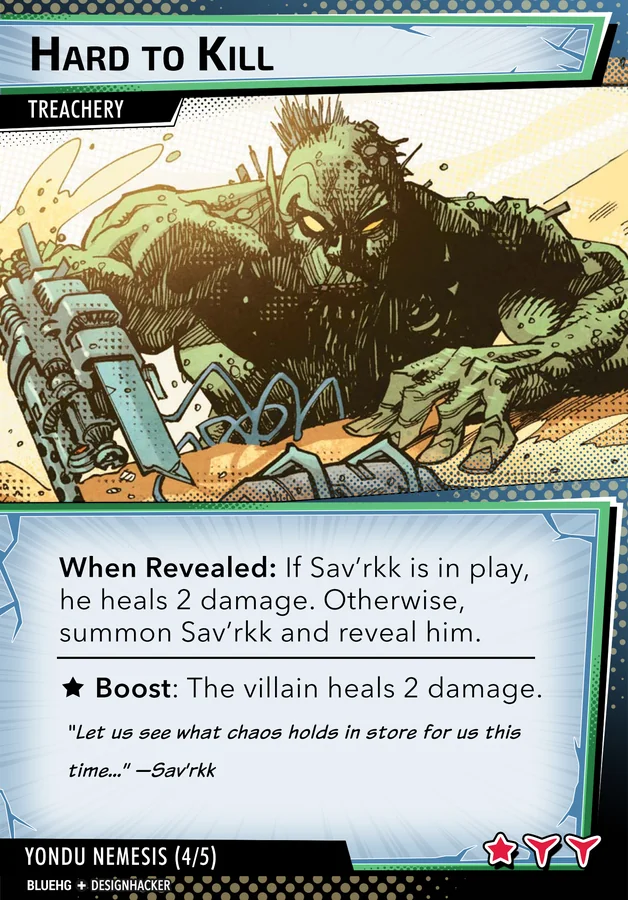 HARD TO KILL
TREACHERY
When Revealed: If Sav'rkk is in play,
he heals 2 damage. Otherwise,
summon Sav'rkk and reveal him.
★ Boost: The villain heals 2 damage.
"Let us see what chaos holds in store for us this
time..." —Sav'rkk
YONDU NEMESIS (4/5)
BLUEHG + DESIGNHACKER